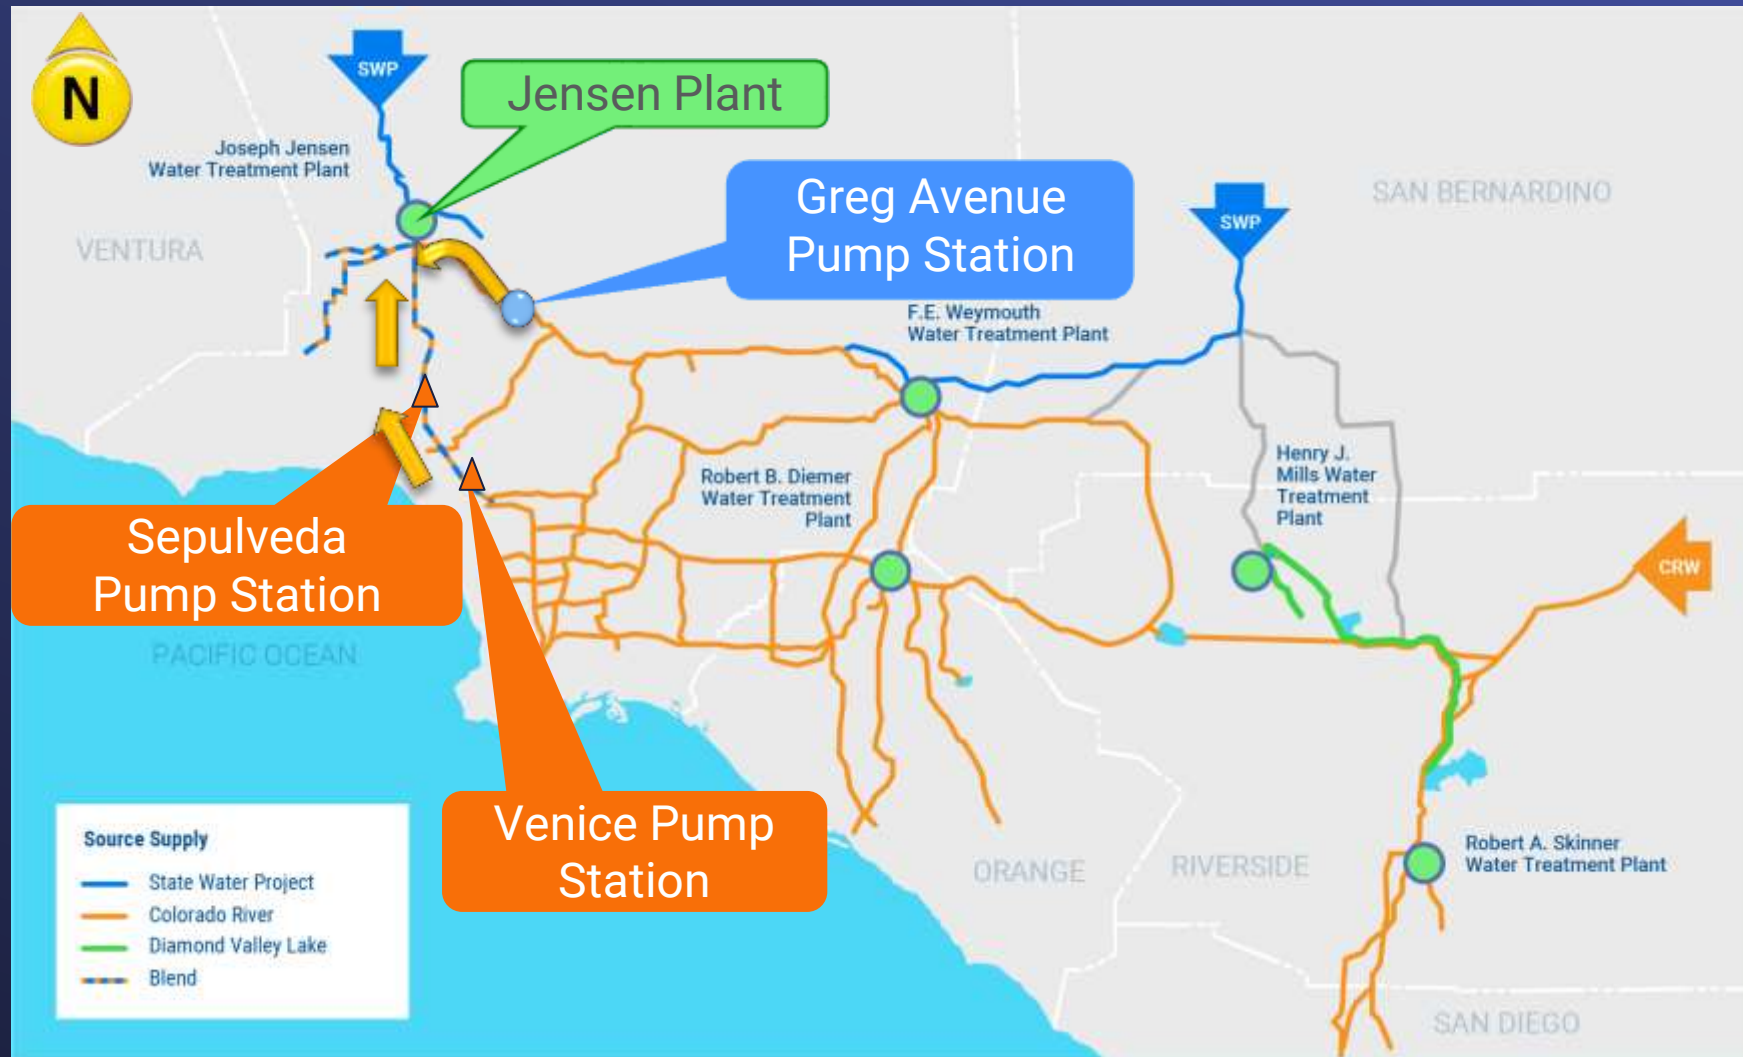 N
SWP
Jensen Plant
Joseph Jensen
Water Treatment Plant
Greg Avenue
Pump Station
SAN BERNARDINO
SWP
VENTURA
F.E. Weymouth
Water Treatment Plant
Henry J.
Mills Water
Treatment
Plant
Robert B. Diemer
Water Treatment
Plant
Sepulveda
Pump Station
CRW
PACIFIC OCEAN
Venice Pump
Station
Source Supply
State Water Project
Colorado River
Diamond Valley Lake
Blend
ORANGE
RIVERSIDE
Robert A. Skinner
Water Treatment Plant
SAN DIEGO